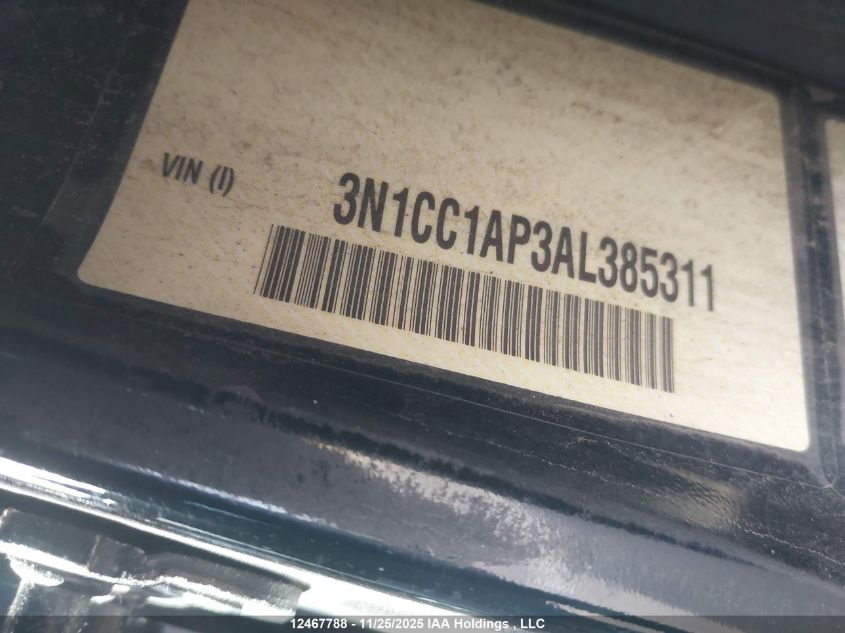 VIN (I)
3N1CC1AP3AL385311
12467788 - 11/25/2025 IAA Holdings , LLC